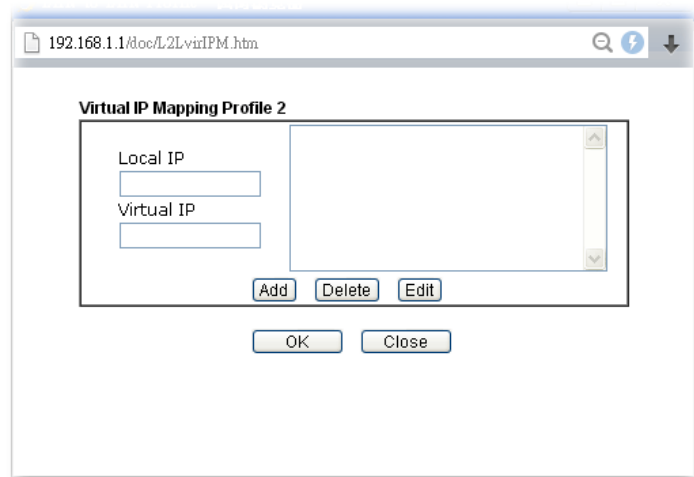 192.168.1.1/doc/L2LvirIPM.htm
Virtual IP Mapping Profile 2
Local IP
Virtual IP
Add Delete Edit
OK Close